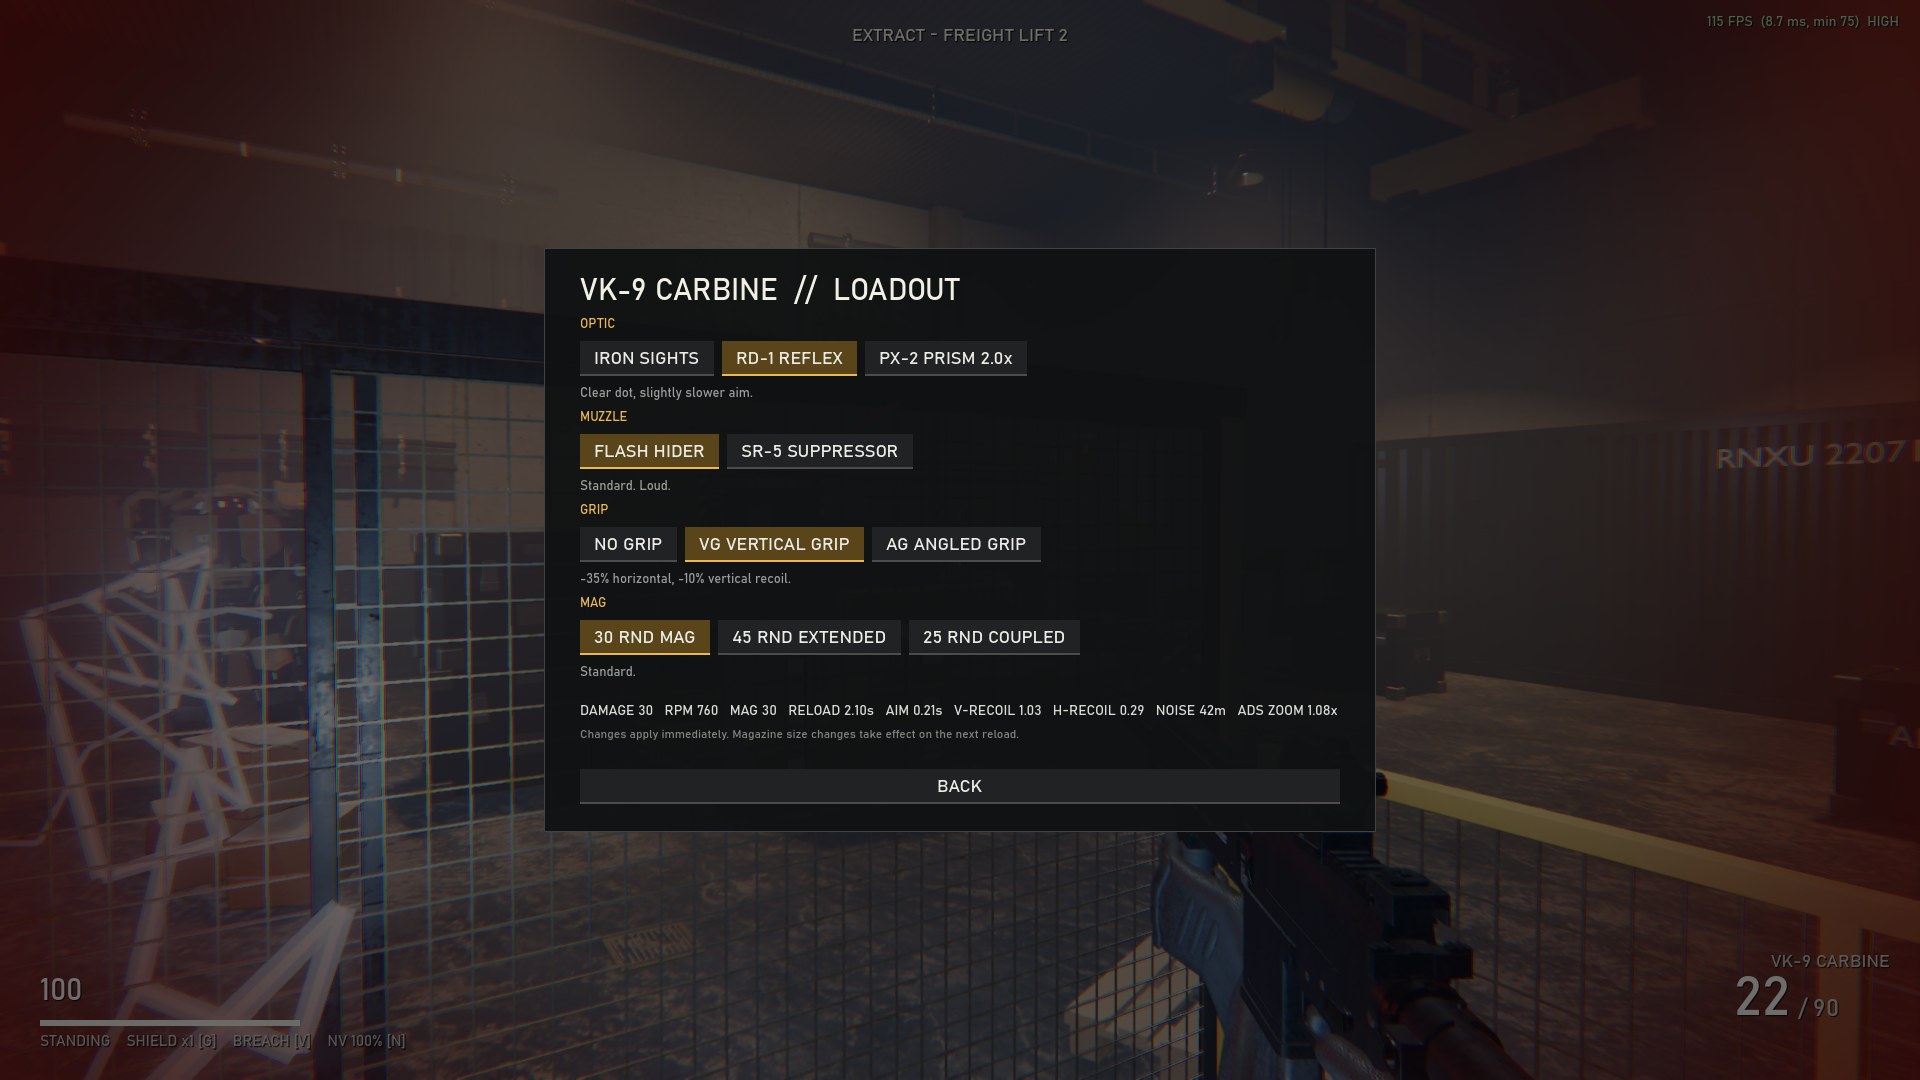 EXTRACT - FREIGHT LIFT 2
115 FPS (8.7 ms, min 75) HIGH
VK-9 CARBINE // LOADOUT
OPTIC
IRON SIGHTS RD-1 REFLEX PX-2 PRISM 2.0x
Clear dot, slightly slower aim.
MUZZLE
FLASH HIDER SR-5 SUPPRESSOR
Standard. Loud.
GRIP
NO GRIP VG VERTICAL GRIP AG ANGLED GRIP
-35% horizontal, -10% vertical recoil.
MAG
30 RND MAG 45 RND EXTENDED 25 RND COUPLED
Standard.
DAMAGE 30 RPM 760 MAG 30 RELOAD 2.10s AIM 0.21s V-RECOIL 1.03 H-RECOIL 0.29 NOISE 42m ADS ZOOM 1.08x
Changes apply immediately. Magazine size changes take effect on the next reload.
BACK
RNXU 2207
100
STANDING SHIELD x1 [G] BREACH [V] NV 100% [N]
VK-9 CARBINE
22 / 90